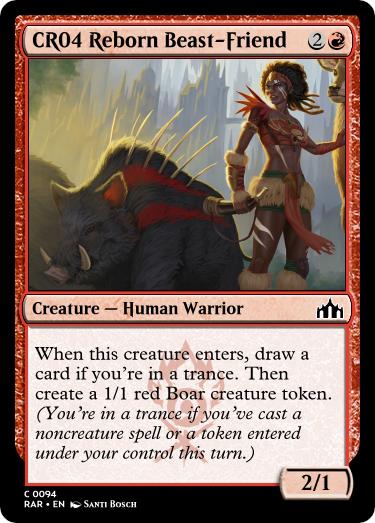 CR04 Reborn Beast-Friend 2
Creature — Human Warrior
When this creature enters, draw a
card if you're in a trance. Then
create a 1/1 red Boar creature token.
(You're in a trance if you've cast a
noncreature spell or a token entered
under your control this turn.)
2/1
C 0094
RAR • EN Santi Bosch